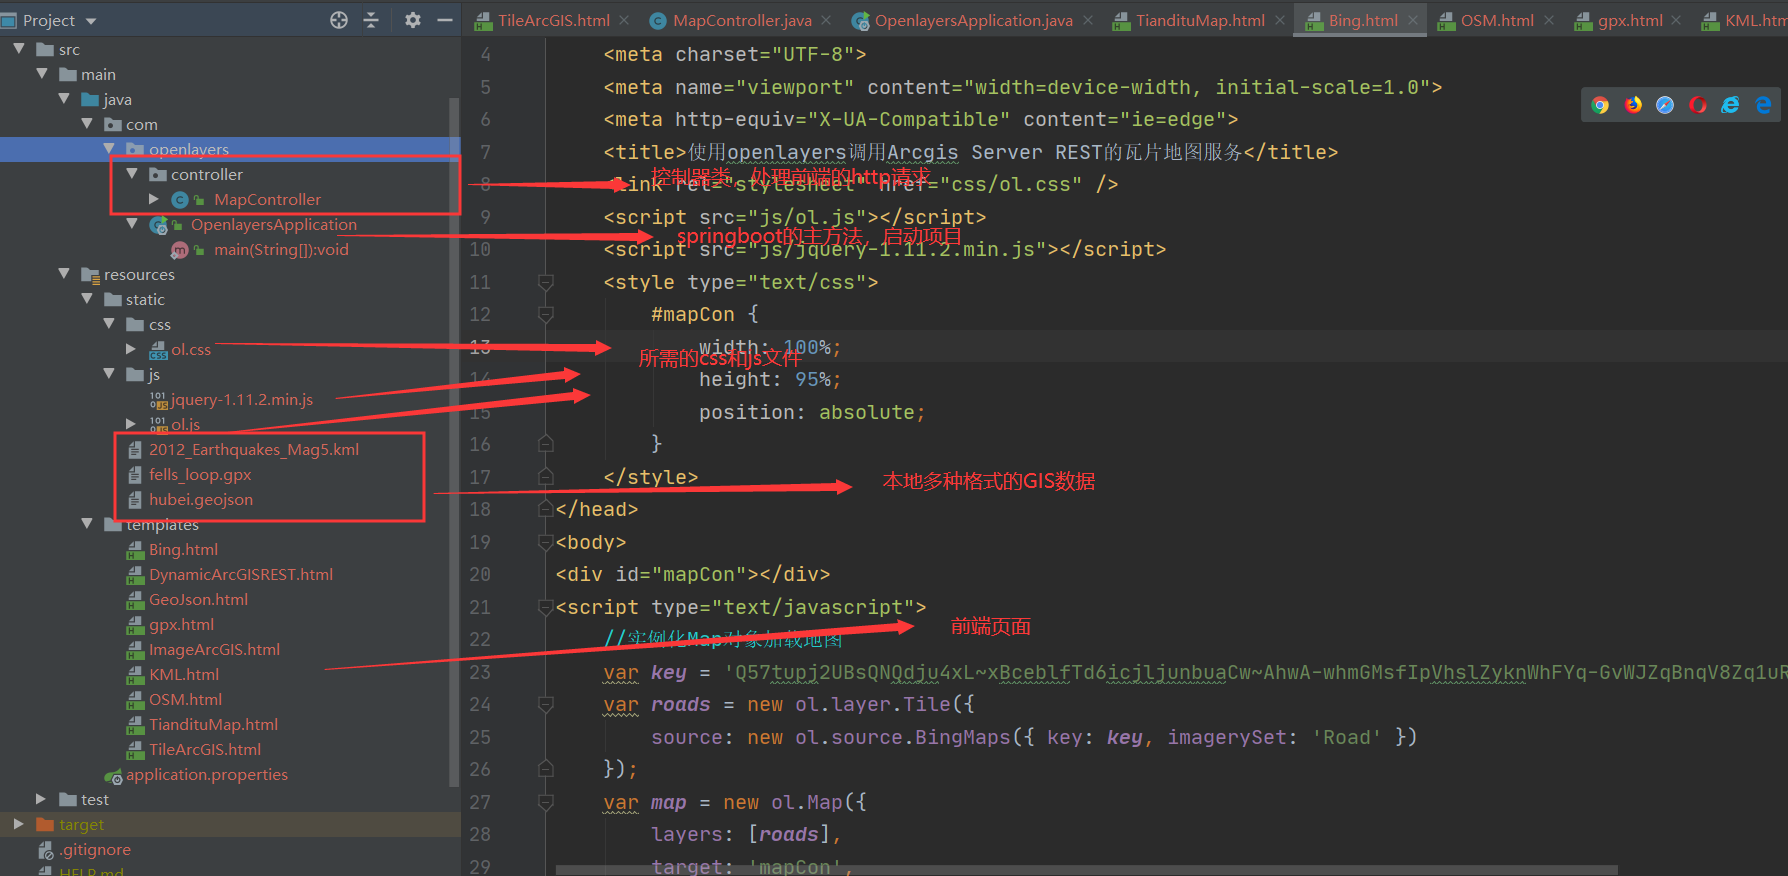 Project
TileArcGIS.html
MapController.java
OpenlayersApplication.java
TiandituMap.html
Bing.html
OSM.html
gpx.html
KML.htm
src
main
java
com
openlayers
controller
MapController
OpenlayersApplication
main(String[]):void
resources
static
css
ol.css
js
jquery-1.11.2.min.js
ol.js
2012_Earthquakes_Mag5.kml
fells_loop.gpx
hubei.geojson
templates
Bing.html
DynamicArcGISREST.html
GeoJson.html
gpx.html
ImageArcGIS.html
KML.html
OSM.html
TiandituMap.html
TileArcGIS.html
application.properties
test
target
.gitignore
HELP.md
4 <meta charset="UTF-8">
5 <meta name="viewport" content="width=device-width, initial-scale=1.0">
6 <meta http-equiv="X-UA-Compatible" content="ie=edge">
7 <title>使用openlayers调用Arcgis Server REST的瓦片地图服务</title>
8 <link rel="stylesheet" href="css/ol.css" />
控制器类，处理前端的http请求
9 <script src="js/ol.js"></script>
springboot的主方法，启动项目
10 <script src="js/jquery-1.11.2.min.js"></script>
11 <style type="text/css">
12 #mapCon {
13 width: 100%;
所需的css和js文件
14 height: 95%;
15 position: absolute;
16 }
17 </style>
本地多种格式的GIS数据
18 </head>
19 <body>
20 <div id="mapCon"></div>
21 <script type="text/javascript">
前端页面
22 //实例化Map对象加载地图
23 var key = 'Q57tupj2UBsQNQdju4xL~xBceblfTd6icjljunbuaCw~AhwA-whmGMsfIpVhslZyknWhFYq-GvWJZqBnqV8Zq1uR
24 var roads = new ol.layer.Tile({
25 source: new ol.source.BingMaps({ key: key, imagerySet: 'Road' })
26 });
27 var map = new ol.Map({
28 layers: [roads],
29 target: 'mapCon',